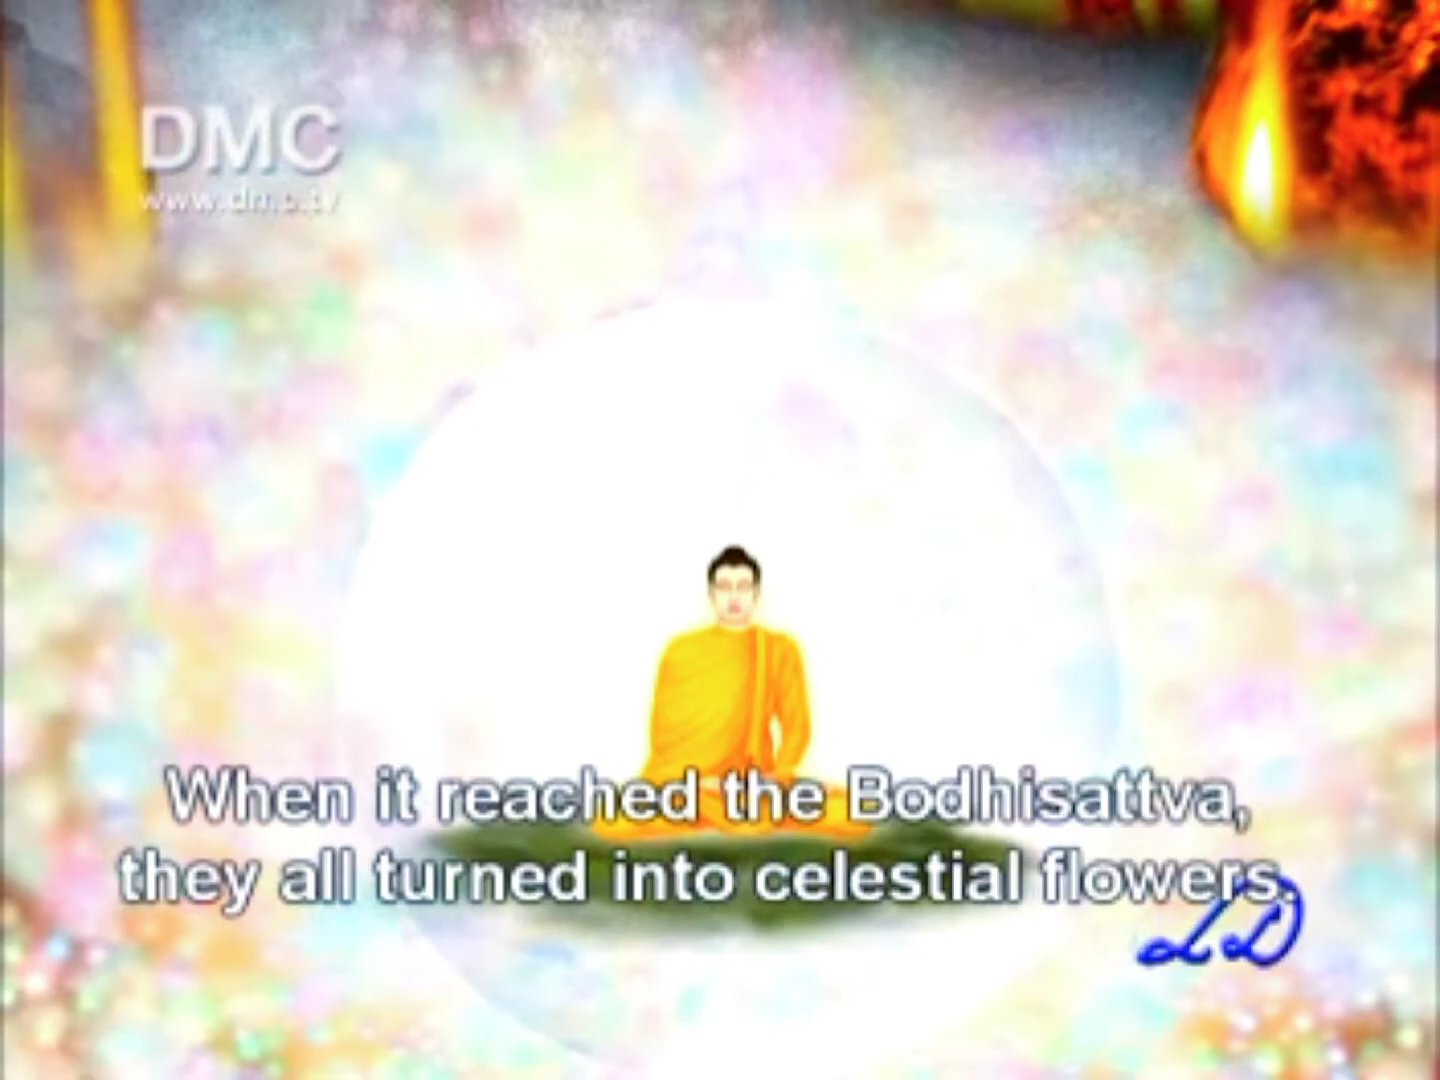 DMC
www.dmc.tv
When it reached the Bodhisattva,
they all turned into celestial flowers.
LD